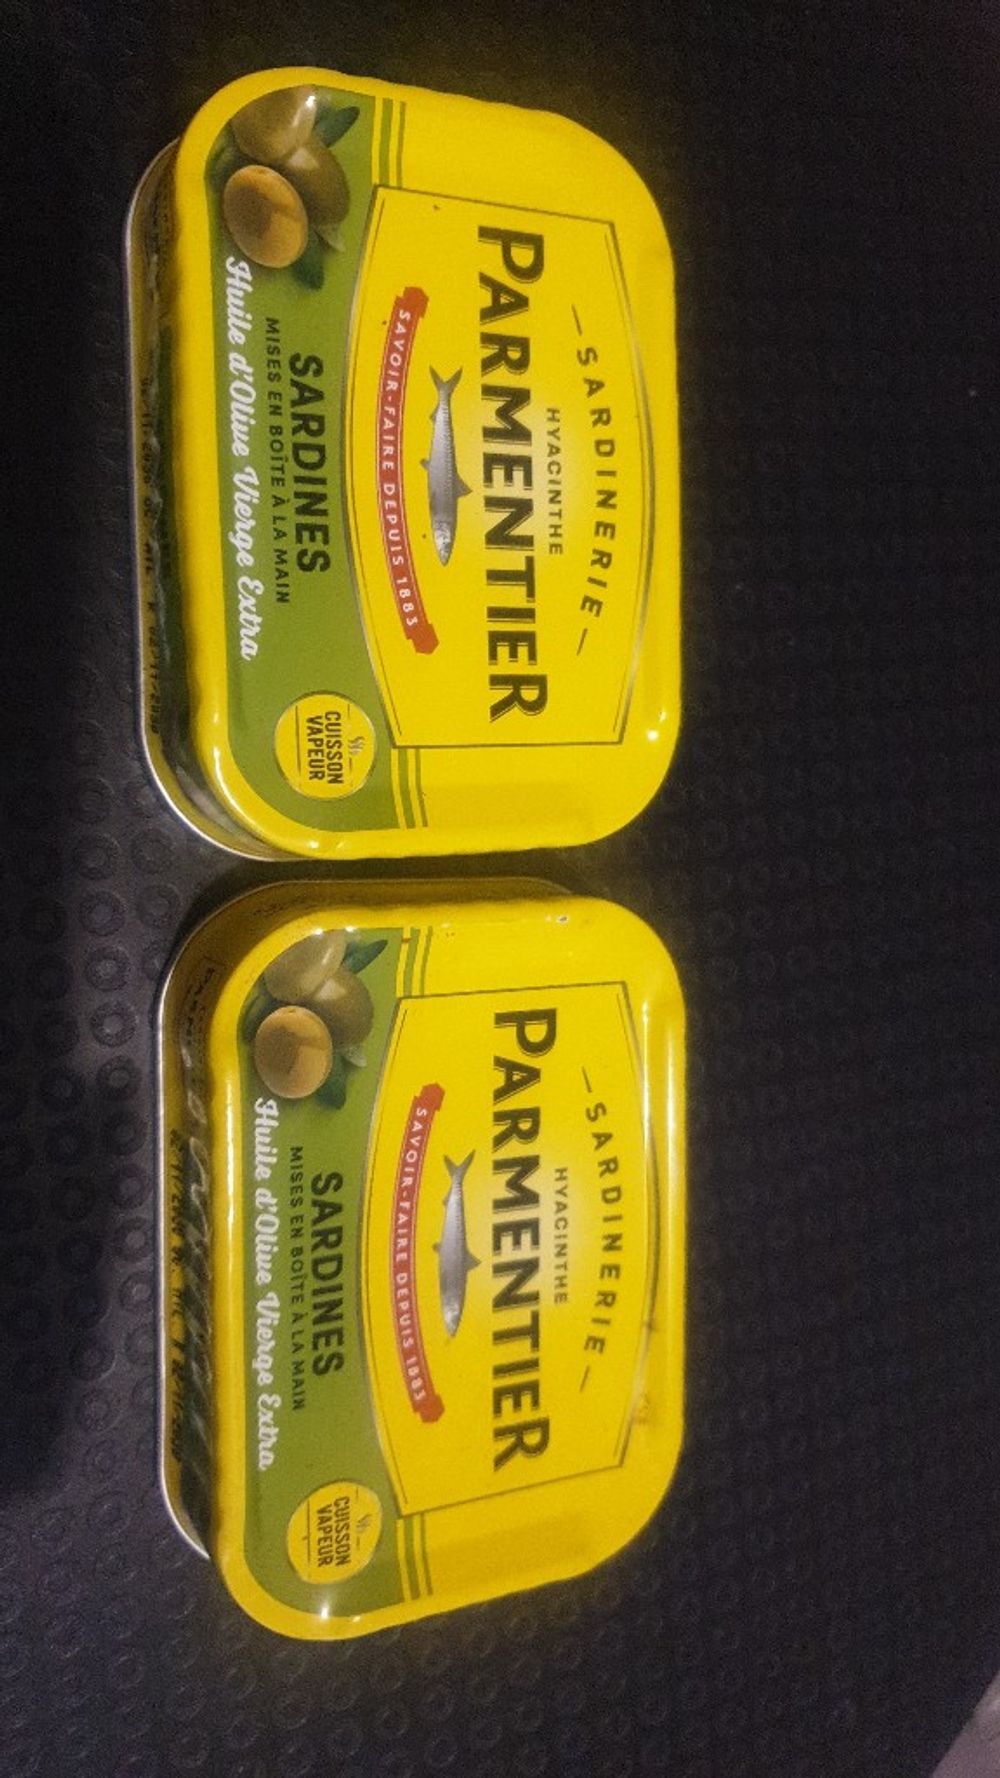 SARDINERIE
HYACINTHE
PARMENTIER
SAVOIR-FAIRE DEPUIS 1883
SARDINES
MISES EN BOÎTE À LA MAIN
Huile d'Olive Vierge Extra
CUISSON
VAPEUR
SARDINERIE
HYACINTHE
PARMENTIER
SAVOIR-FAIRE DEPUIS 1883
SARDINES
MISES EN BOÎTE À LA MAIN
Huile d'Olive Vierge Extra
CUISSON
VAPEUR